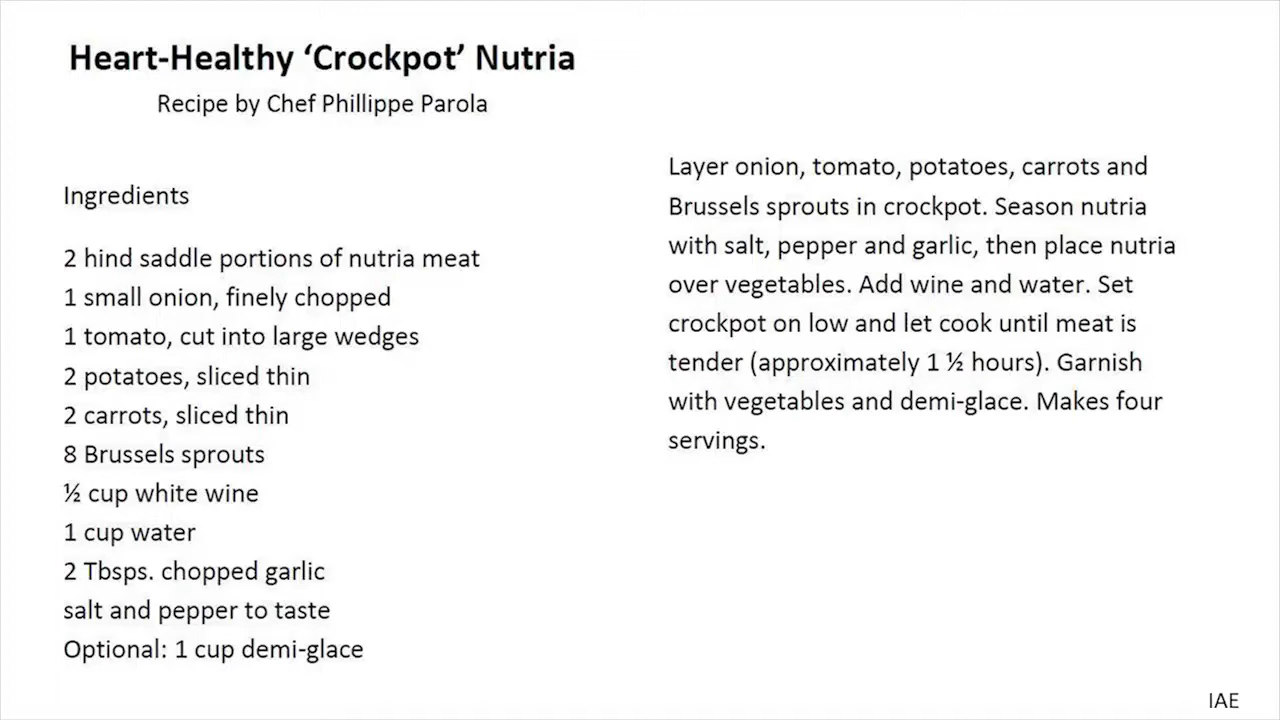 Heart-Healthy ‘Crockpot’ Nutria
Recipe by Chef Phillippe Parola
Ingredients
2 hind saddle portions of nutria meat
1 small onion, finely chopped
1 tomato, cut into large wedges
2 potatoes, sliced thin
2 carrots, sliced thin
8 Brussels sprouts
½ cup white wine
1 cup water
2 Tbsps. chopped garlic
salt and pepper to taste
Optional: 1 cup demi-glace
Layer onion, tomato, potatoes, carrots and
Brussels sprouts in crockpot. Season nutria
with salt, pepper and garlic, then place nutria
over vegetables. Add wine and water. Set
crockpot on low and let cook until meat is
tender (approximately 1 ½ hours). Garnish
with vegetables and demi-glace. Makes four
servings.
IAE